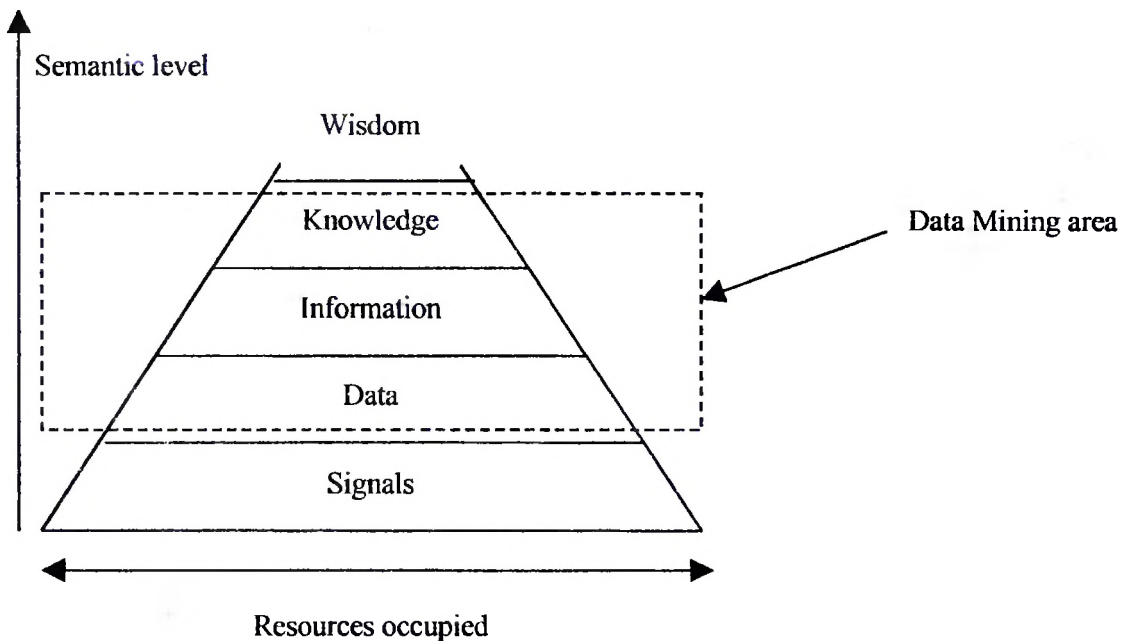 Semantic level
Wisdom
Knowledge
Data Mining area
Information
Data
Signals
Resources occupied